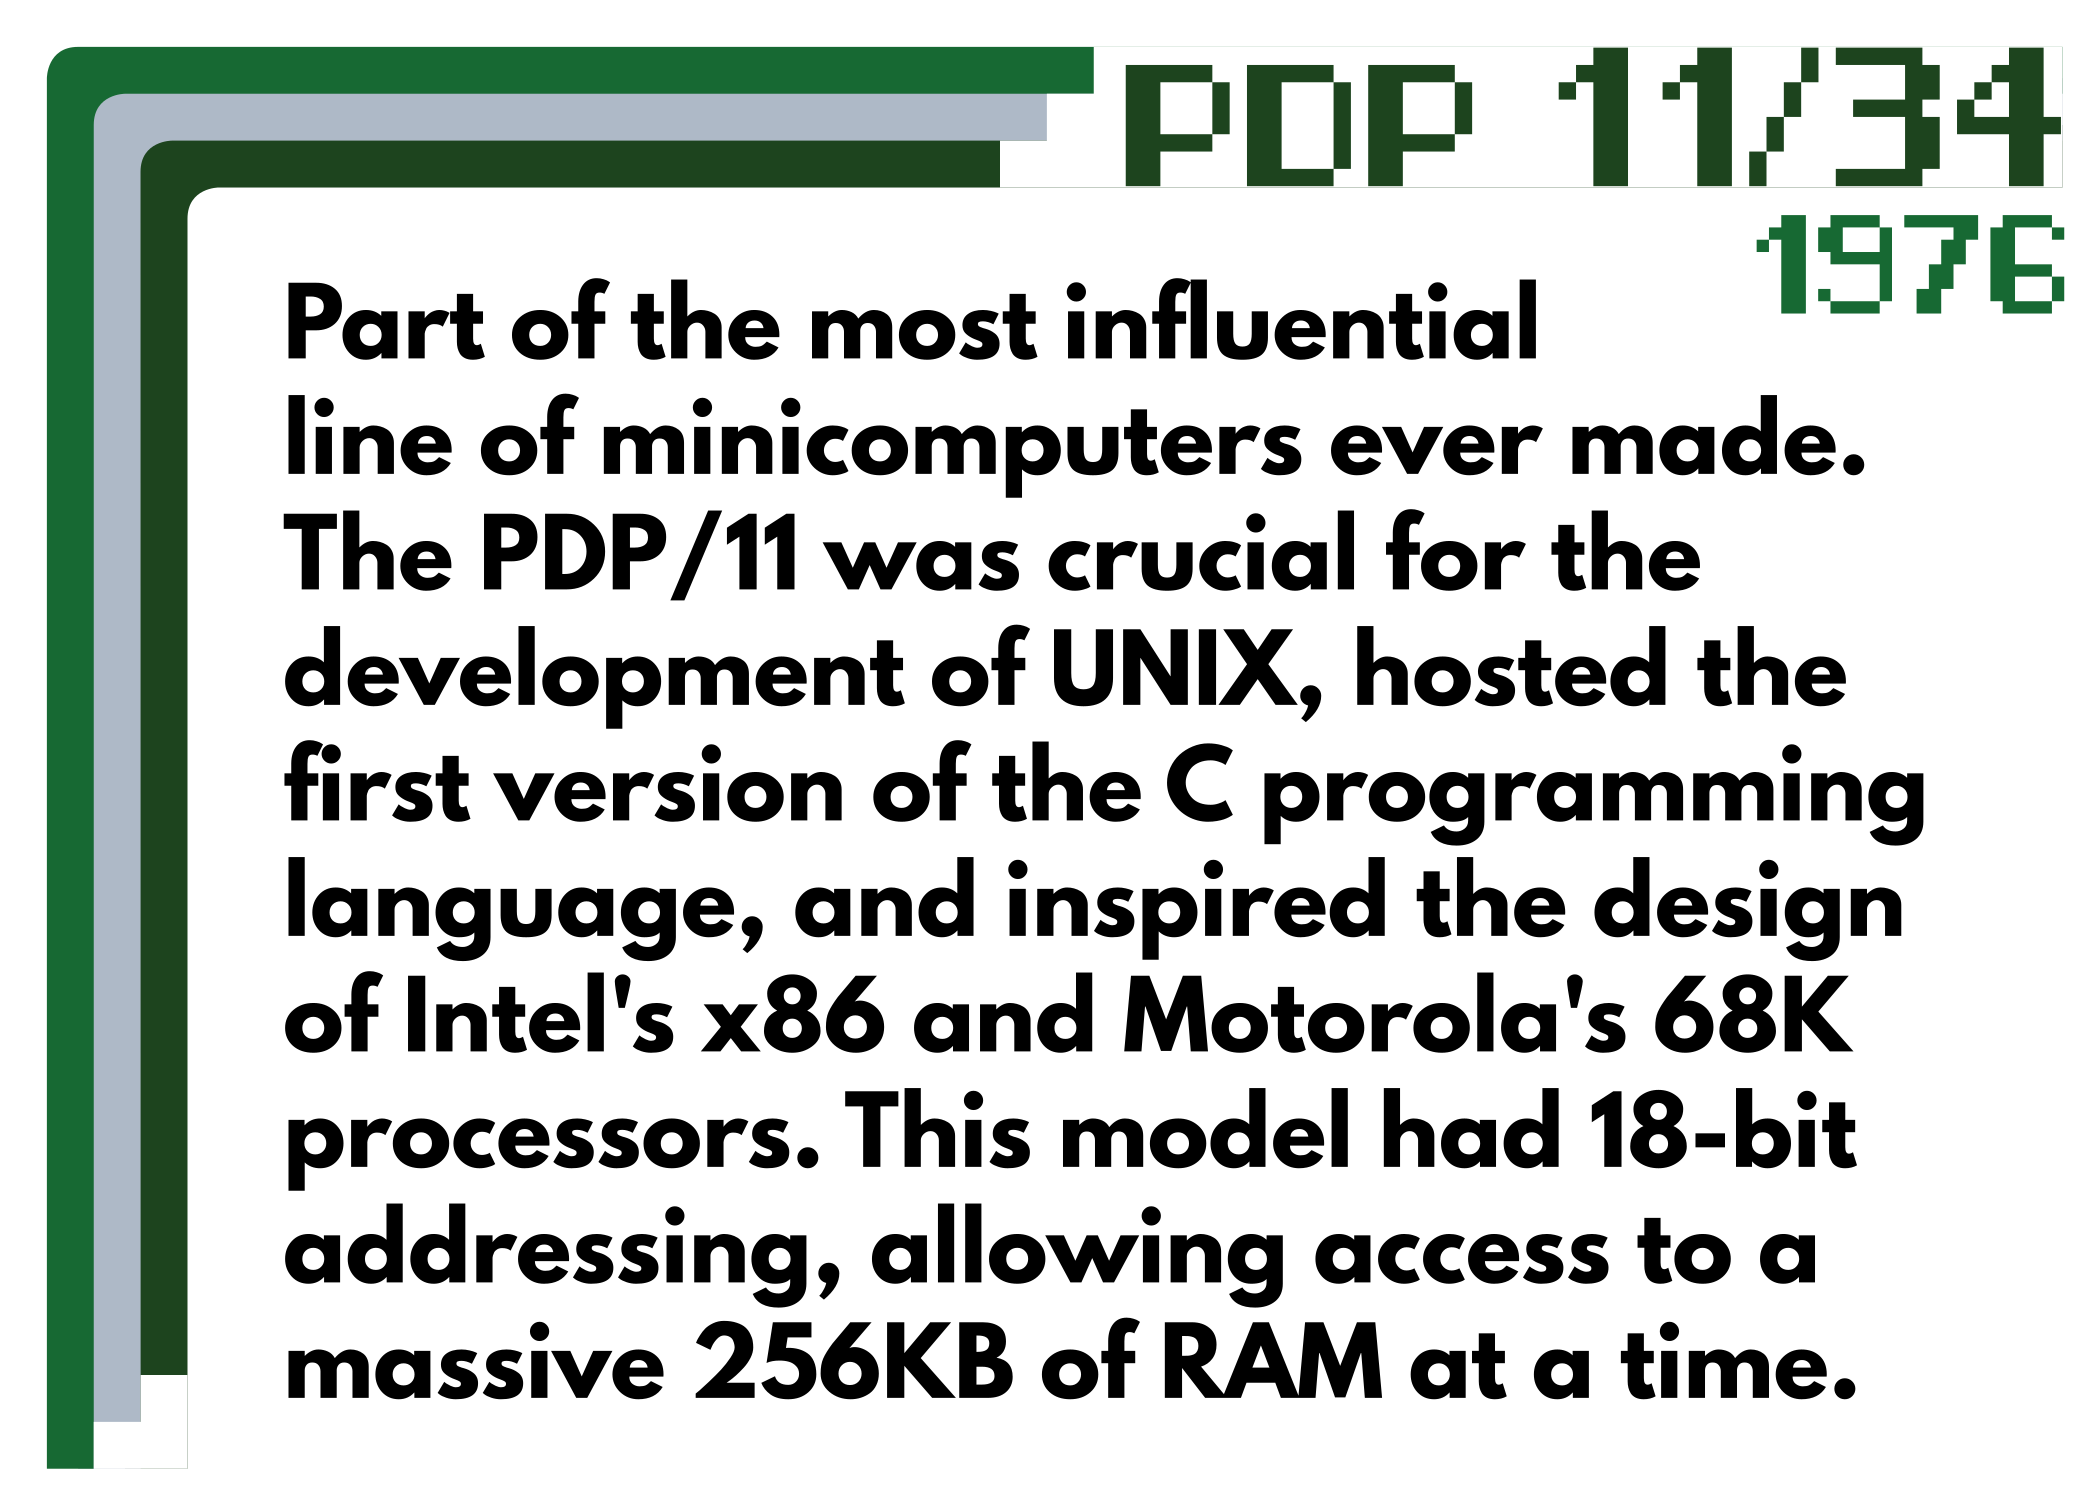 PDP 11/34
1976
Part of the most influential
line of minicomputers ever made.
The PDP/11 was crucial for the
development of UNIX, hosted the
first version of the C programming
language, and inspired the design
of Intel's x86 and Motorola's 68K
processors. This model had 18-bit
addressing, allowing access to a
massive 256KB of RAM at a time.